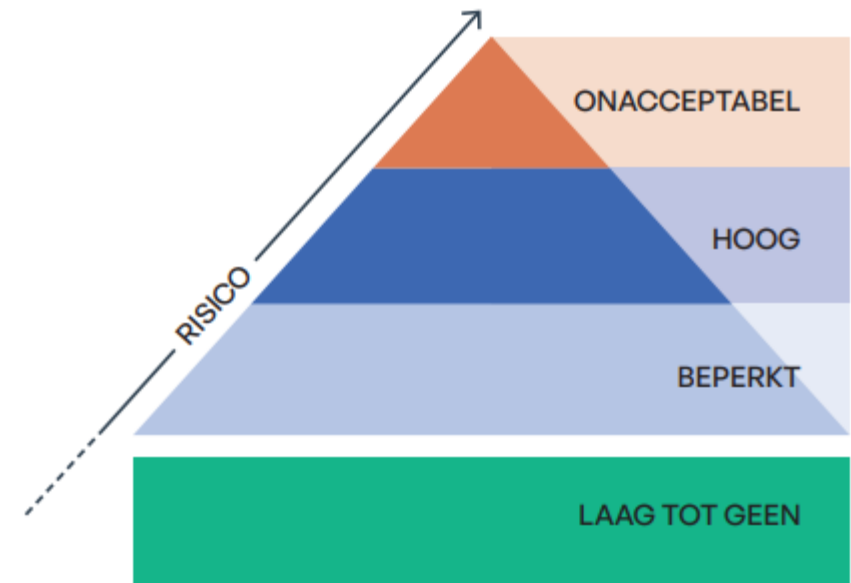 ONACCEPTABEL
HOOG
RISICO
BEPERKT
LAAG TOT GEEN